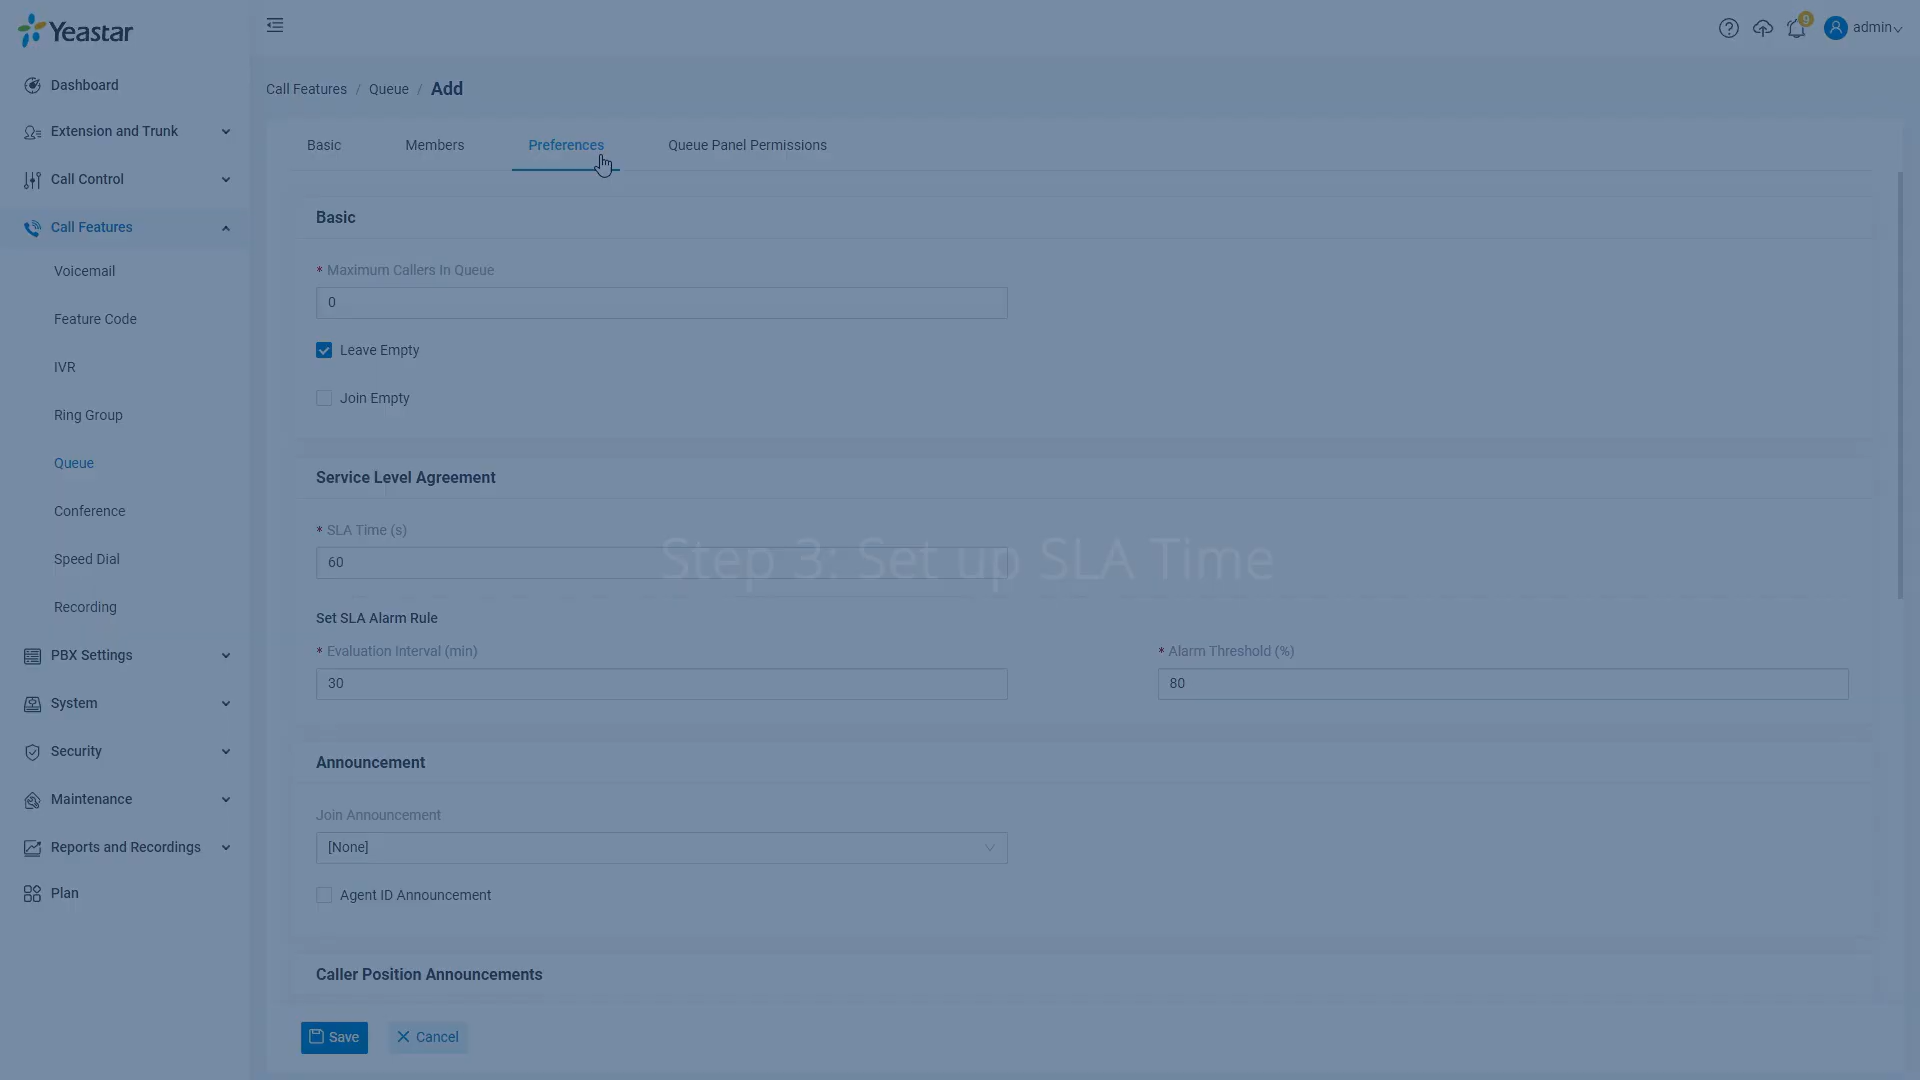 Yeastar
9
admin
Dashboard
Extension and Trunk
Call Control
Call Features
Voicemail
Feature Code
IVR
Ring Group
Queue
Conference
Speed Dial
Recording
PBX Settings
System
Security
Maintenance
Reports and Recordings
Plan
Call Features / Queue / Add
Basic Members Preferences Queue Panel Permissions
Basic
* Maximum Callers In Queue
0
Leave Empty
Join Empty
Service Level Agreement
* SLA Time (s)
60
Step 3: Set up SLA Time
Set SLA Alarm Rule
* Evaluation Interval (min) * Alarm Threshold (%)
30 80
Announcement
Join Announcement
[None]
Agent ID Announcement
Caller Position Announcements
Save Cancel